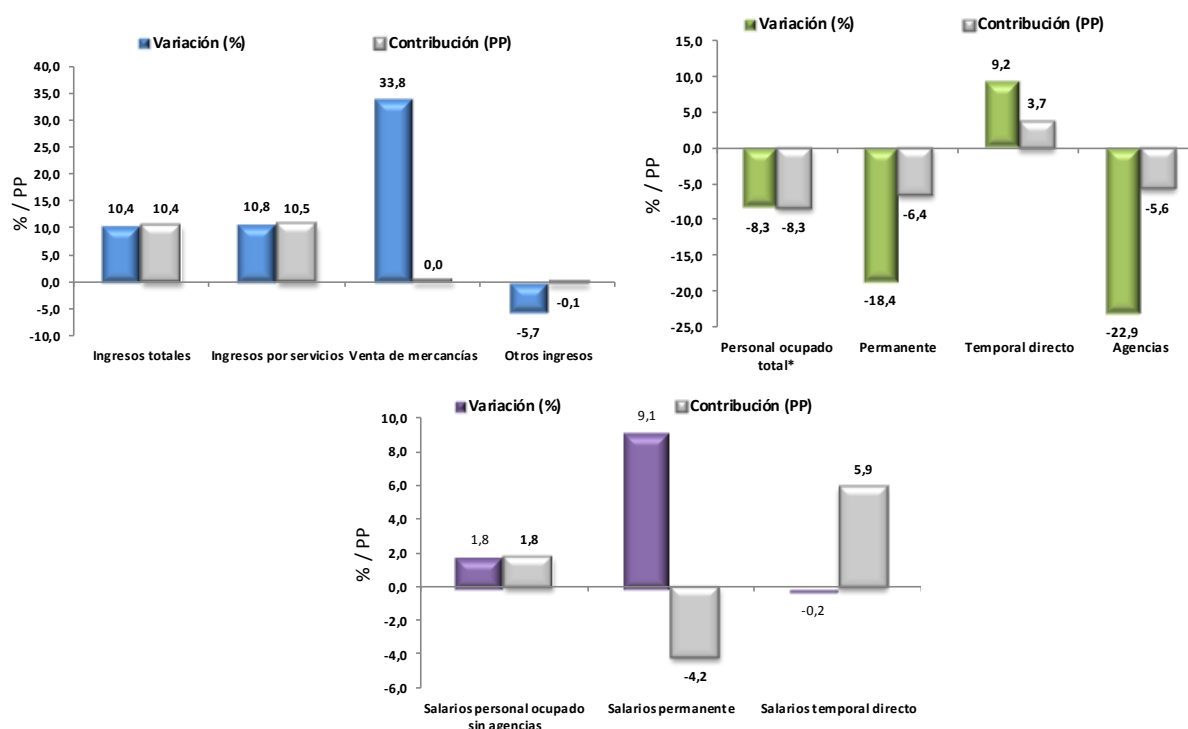 Variación (%)
Contribución (PP)
% / PP
40,0
35,0
30,0
25,0
20,0
15,0
10,0
5,0
0,0
-5,0
-10,0
10,4
10,4
10,8
10,5
33,8
0,0
-5,7
-0,1
Ingresos totales
Ingresos por servicios
Venta de mercancías
Otros ingresos
Variación (%)
Contribución (PP)
% / PP
15,0
10,0
5,0
0,0
-5,0
-10,0
-15,0
-20,0
-25,0
-8,3
-8,3
-18,4
-6,4
9,2
3,7
-22,9
-5,6
Personal ocupado
total*
Permanente
Temporal directo
Agencias
Variación (%)
Contribución (PP)
% / PP
10,0
8,0
6,0
4,0
2,0
0,0
-2,0
-4,0
-6,0
1,8
1,8
9,1
-4,2
-0,2
5,9
Salarios personal ocupado
sin agencias
Salarios permanente
Salarios temporal directo